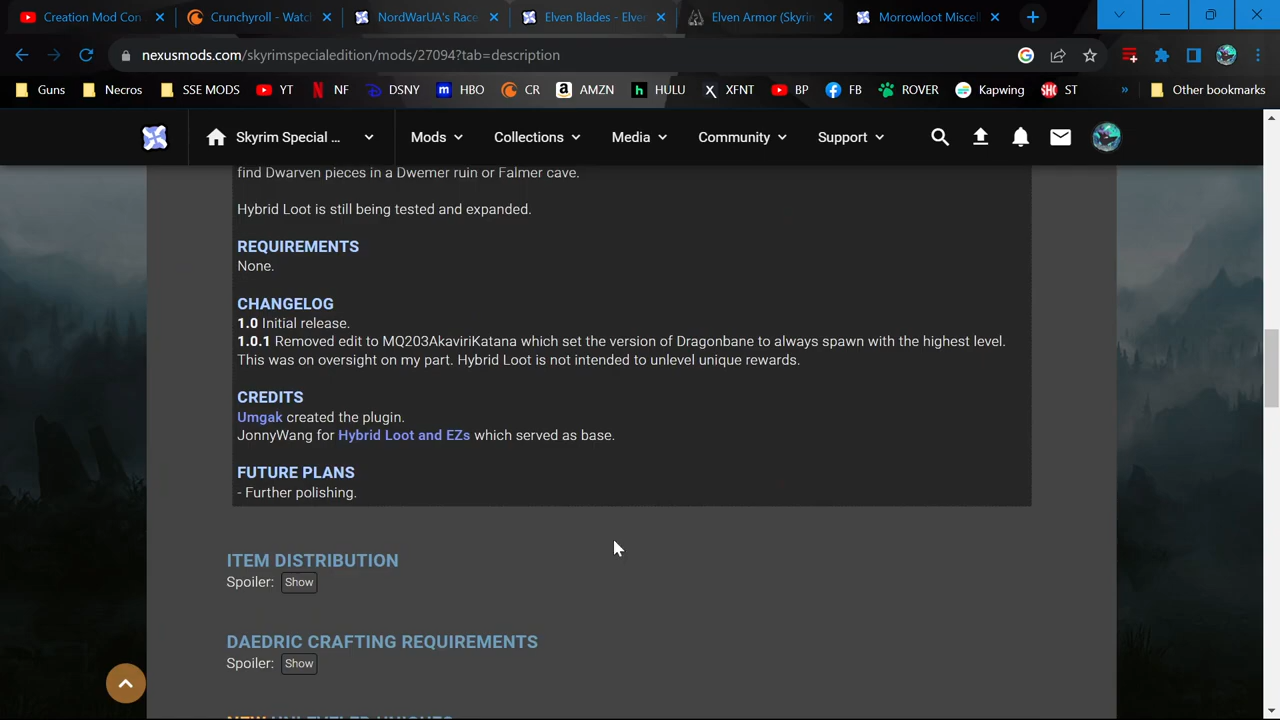 Creation Mod Con
Crunchyroll - Watc
NordWarUA's Race
Elven Blades - Elve
Elven Armor (Skyrin
Morrowloot Miscel
nexusmods.com/skyrimspecialedition/mods/27094?tab=description
Guns
Necros
SSE MODS
YT
NF
DSNY
HBO
CR
AMZN
HULU
XFNT
BP
FB
ROVER
Kapwing
ST
»
Other bookmarks
Skyrim Special ...
Mods
Collections
Media
Community
Support
find Dwarven pieces in a Dwemer ruin or Falmer cave.
Hybrid Loot is still being tested and expanded.
REQUIREMENTS
None.
CHANGELOG
1.0 Initial release.
1.0.1 Removed edit to MQ203AkaviriKatana which set the version of Dragonbane to always spawn with the highest level.
This was on oversight on my part. Hybrid Loot is not intended to unlevel unique rewards.
CREDITS
Umgak created the plugin.
JonnyWang for Hybrid Loot and EZs which served as base.
FUTURE PLANS
- Further polishing.
ITEM DISTRIBUTION
Spoiler: Show
DAEDRIC CRAFTING REQUIREMENTS
Spoiler: Show
NEW UNLEVELED UNIQUES